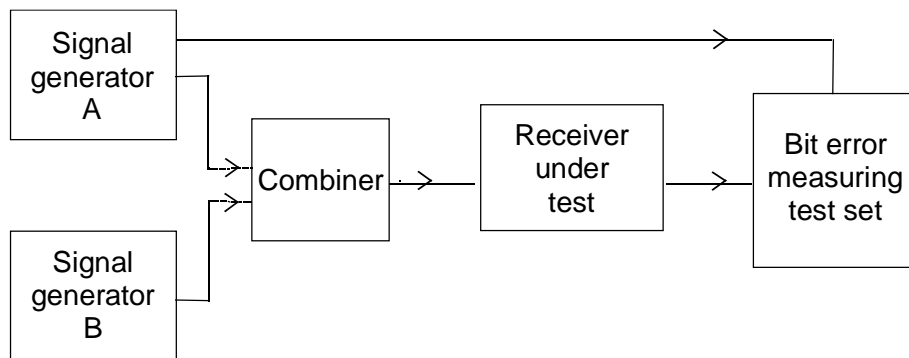 Signal
generator
A
Combiner
Receiver
under
test
Bit error
measuring
test set
Signal
generator
B